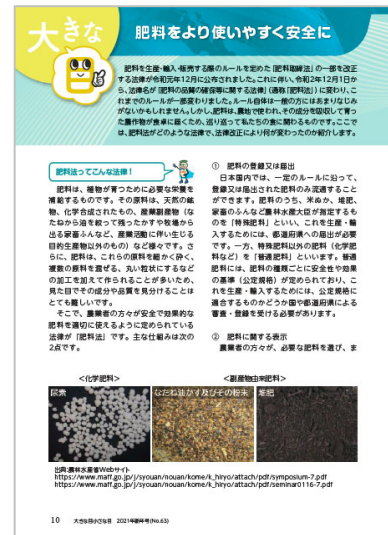 大きな
肥料をより使いやすく安全に
肥料を生産・輸入・販売する際のルールを定めた「肥料取締法」の一部を改正
する法律が令和元年12月に公布されました。これに伴い、令和2年12月1日か
ら、法律名が「肥料の品質の確保等に関する法律」（通称「肥料法」）に変わり、こ
れまでのルールが一部変わりました。ルール自体は一般の方にはあまりなじみ
がないかもしれません。しかし、肥料は、農地で使われ、その成分を吸収して育っ
た農作物が食卓に届くため、巡り巡って私たちの食に関わるものです。ここで
は、肥料法がどのような法律で、法律改正により何が変わったのか紹介します。
肥料法ってこんな法律！
肥料は、植物が育つために必要な栄養を
補給するものです。その原料は、天然の鉱
物、化学合成されたもの、産業副産物（な
たねから油を絞って残ったかすや牧場から
出る家畜ふんなど、産業活動に伴い生じる
目的生産物以外のもの）など様々です。さ
らに、肥料は、これらの原料を細かく砕く、
複数の原料を混ぜる、丸い粒状にするなど
の加工を加えて作られることが多いため、
見た目でその成分や品質を見分けることは
とても難しいです。
そこで、農業者の方々が安全で効果的な
肥料を適切に使えるように定められている
法律が「肥料法」です。主な仕組みは次の
2点です。
① 肥料の登録又は届出
日本国内では、一定のルールに沿って、
登録又は届出された肥料のみ流通すること
ができます。肥料のうち、米ぬか、堆肥、
家畜のふんなど農林水産大臣が指定するも
のを「特殊肥料」といい、これを生産・輸
入するためには、都道府県への届出が必要
です。一方、特殊肥料以外の肥料（化学肥
料など）を「普通肥料」といいます。普通
肥料には、肥料の種類ごとに安全性や効果
の基準（公定規格）が定められており、こ
れを生産・輸入するためには、公定規格に
適合するものかどうか国や都道府県による
審査・登録を受ける必要があります。
② 肥料に関する表示
農業者の方々が、必要な肥料を選び、ま
＜化学肥料＞
＜副産物由来肥料＞
尿素
なたね油かす及びその粉末
堆肥
出典:農林水産省Webサイト
https://www.maff.go.jp/j/syouan/nouan/kome/k_hiryo/attach/pdf/symposium-7.pdf
https://www.maff.go.jp/j/syouan/nouan/kome/k_hiryo/attach/pdf/seminar0116-7.pdf
10 大きな目小さな目 2021年新年号(No.63)